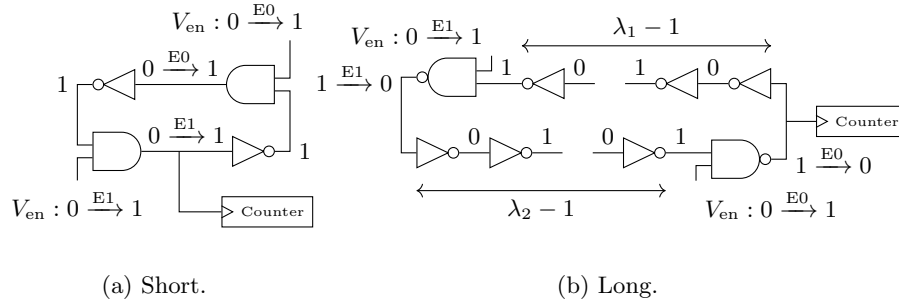 V_en : 0 E0→ 1
0 E0→ 1
1
0 E1→ 1
1
V_en : 0 E1→ 1
Counter
(a) Short.
V_en : 0 E1→ 1
λ₁ − 1
1 E1→ 0
1 0 1 0
Counter
0 1 0 1
1 E0→ 0
λ₂ − 1
V_en : 0 E0→ 1
(b) Long.